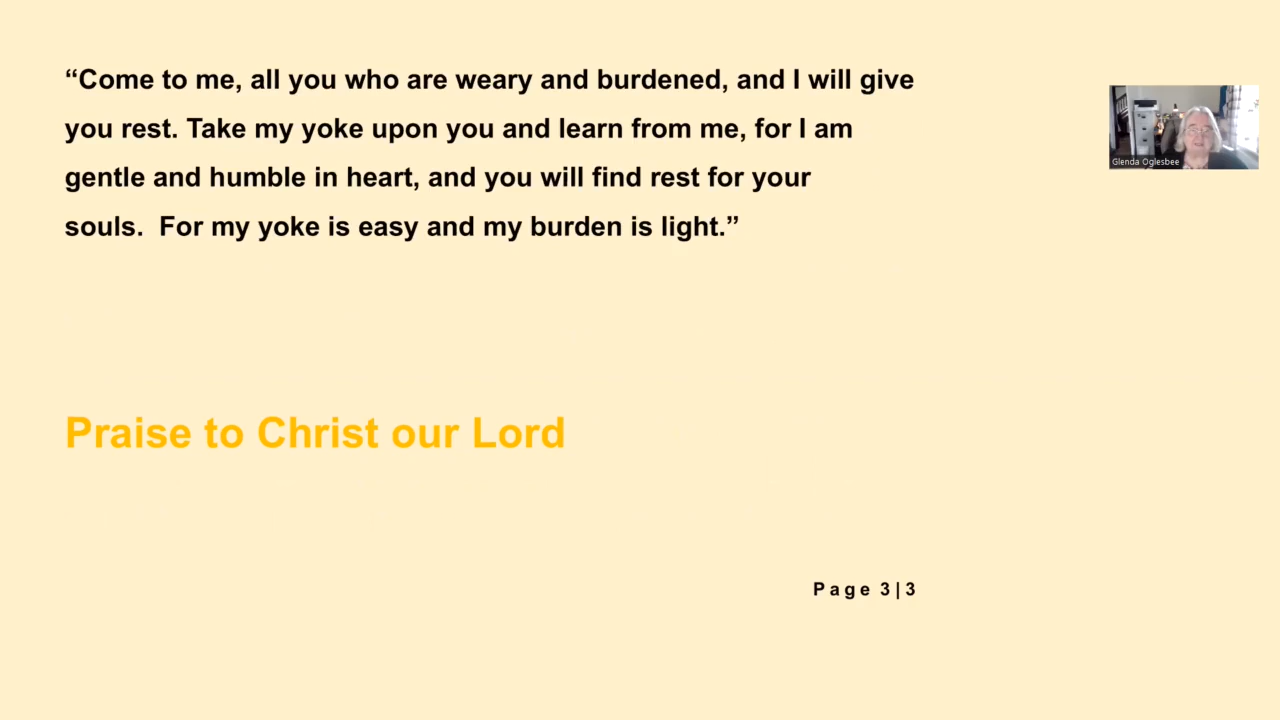 “Come to me, all you who are weary and burdened, and I will give
you rest. Take my yoke upon you and learn from me, for I am
gentle and humble in heart, and you will find rest for your
souls.  For my yoke is easy and my burden is light.”
Glenda Oglesbee
Praise to Christ our Lord
Page 3|3